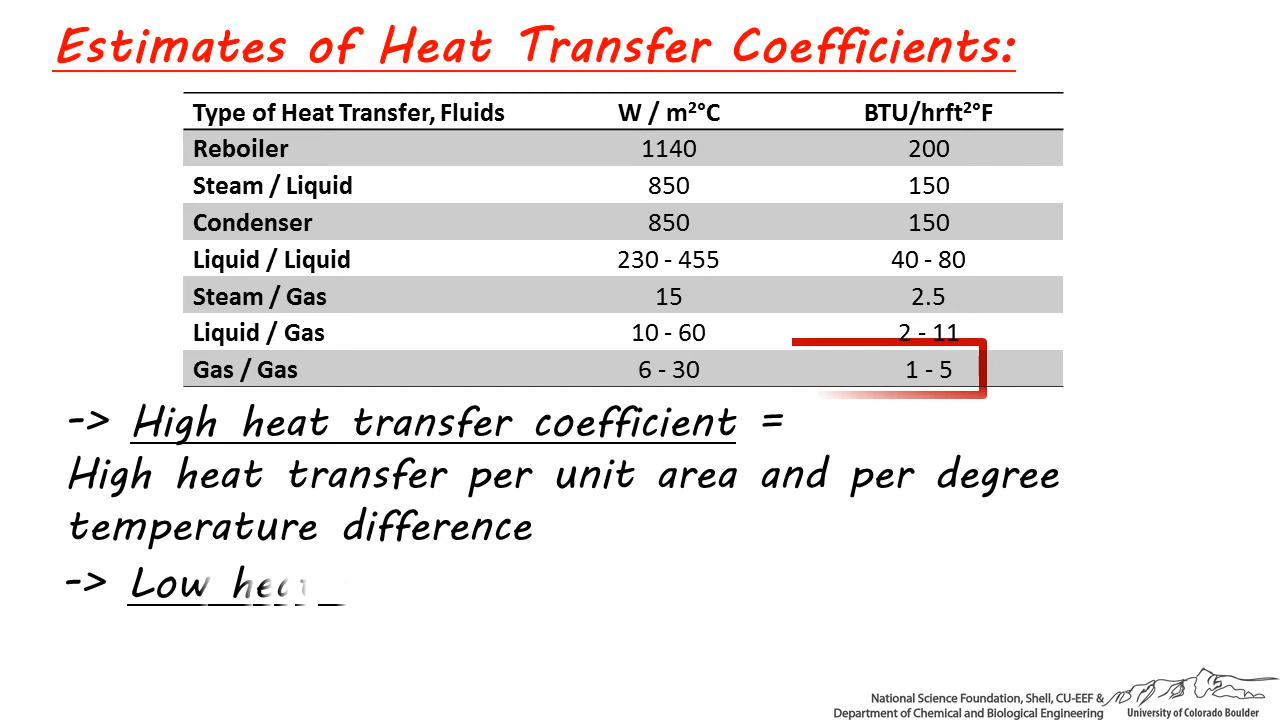 Estimates of Heat Transfer Coefficients:
Type of Heat Transfer, Fluids W / m²°C BTU/hrft²°F
Reboiler 1140 200
Steam / Liquid 850 150
Condenser 850 150
Liquid / Liquid 230 - 455 40 - 80
Steam / Gas 15 2.5
Liquid / Gas 10 - 60 2 - 11
Gas / Gas 6 - 30 1 - 5
-> High heat transfer coefficient =
High heat transfer per unit area and per degree
temperature difference
-> Low heat
National Science Foundation, Shell, CU-EEF &
Department of Chemical and Biological Engineering
University of Colorado Boulder